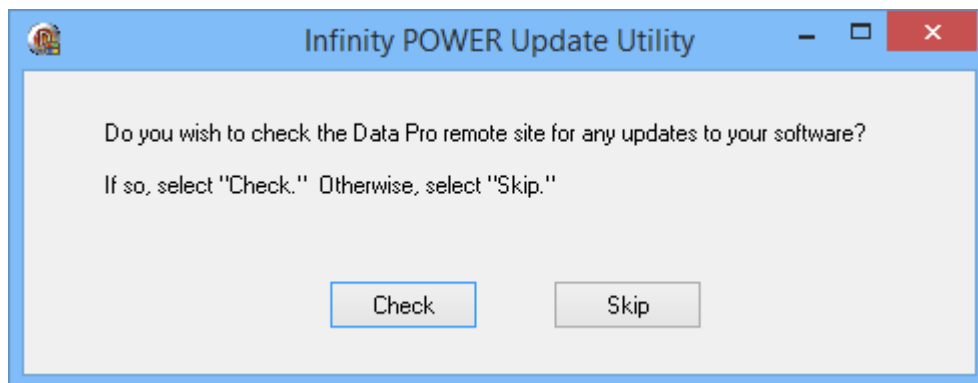 Infinity POWER Update Utility
Do you wish to check the Data Pro remote site for any updates to your software?
If so, select "Check." Otherwise, select "Skip."
Check Skip